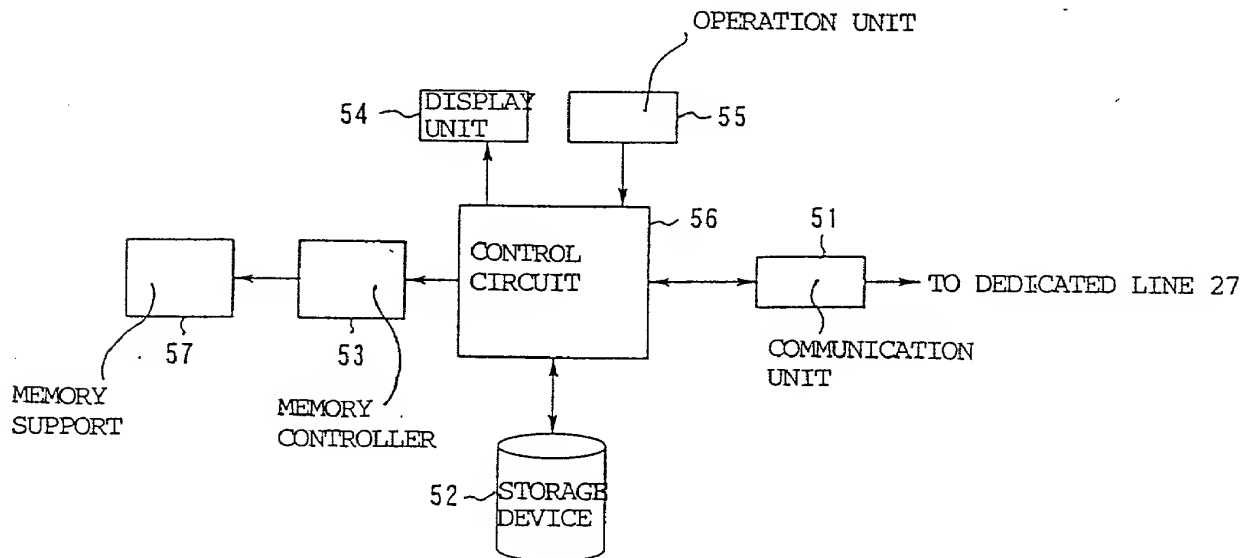 OPERATION UNIT
54
DISPLAY
UNIT
55
56
CONTROL
CIRCUIT
51
TO DEDICATED LINE 27
57
53
COMMUNICATION
UNIT
MEMORY
SUPPORT
MEMORY
CONTROLLER
52
STORAGE
DEVICE